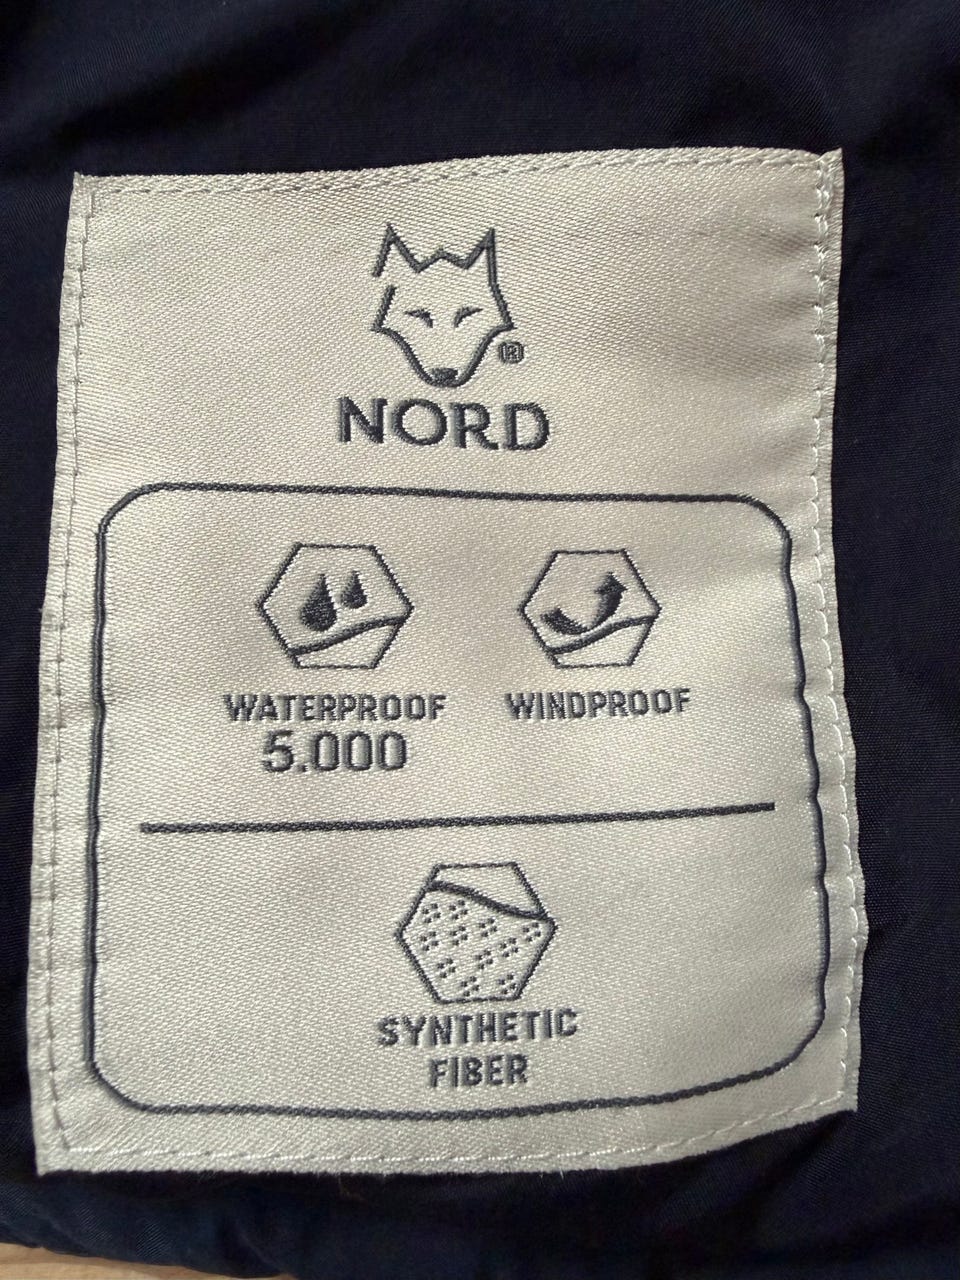 ®
NORD
WATERPROOF
5.000
WINDPROOF
SYNTHETIC
FIBER